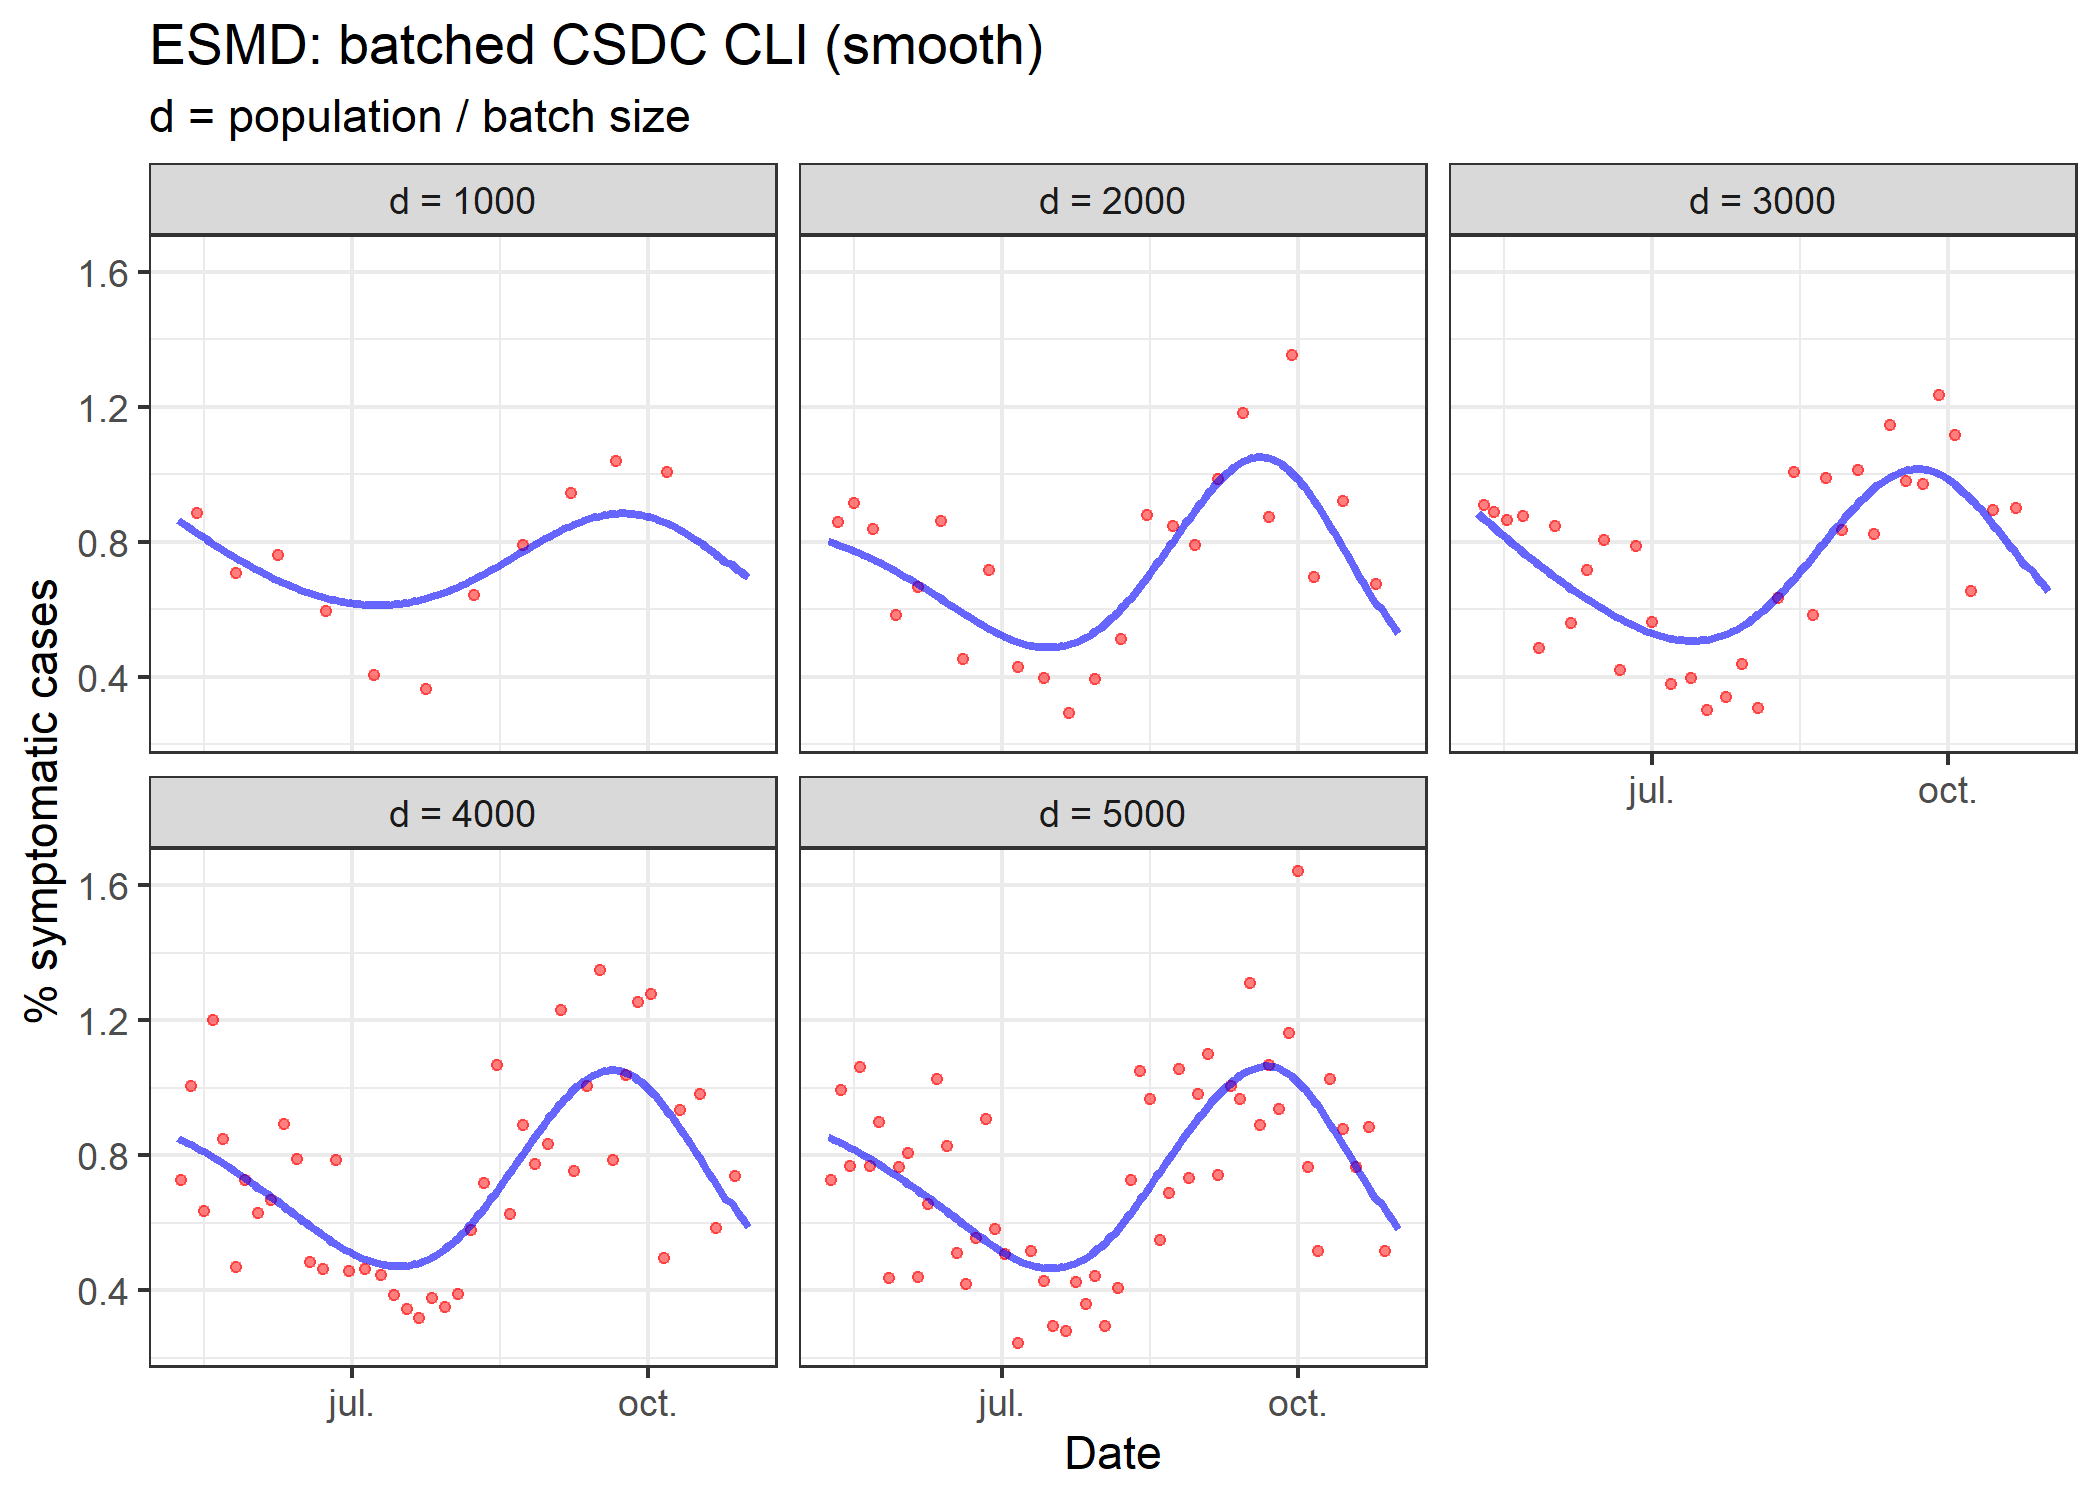 ESMD: batched CSDC CLI (smooth)
d = population / batch size
d = 1000
d = 2000
d = 3000
1.6
1.2
0.8
0.4
jul.
oct.
d = 4000
d = 5000
1.6
1.2
0.8
0.4
jul.
oct.
jul.
oct.
% symptomatic cases
Date